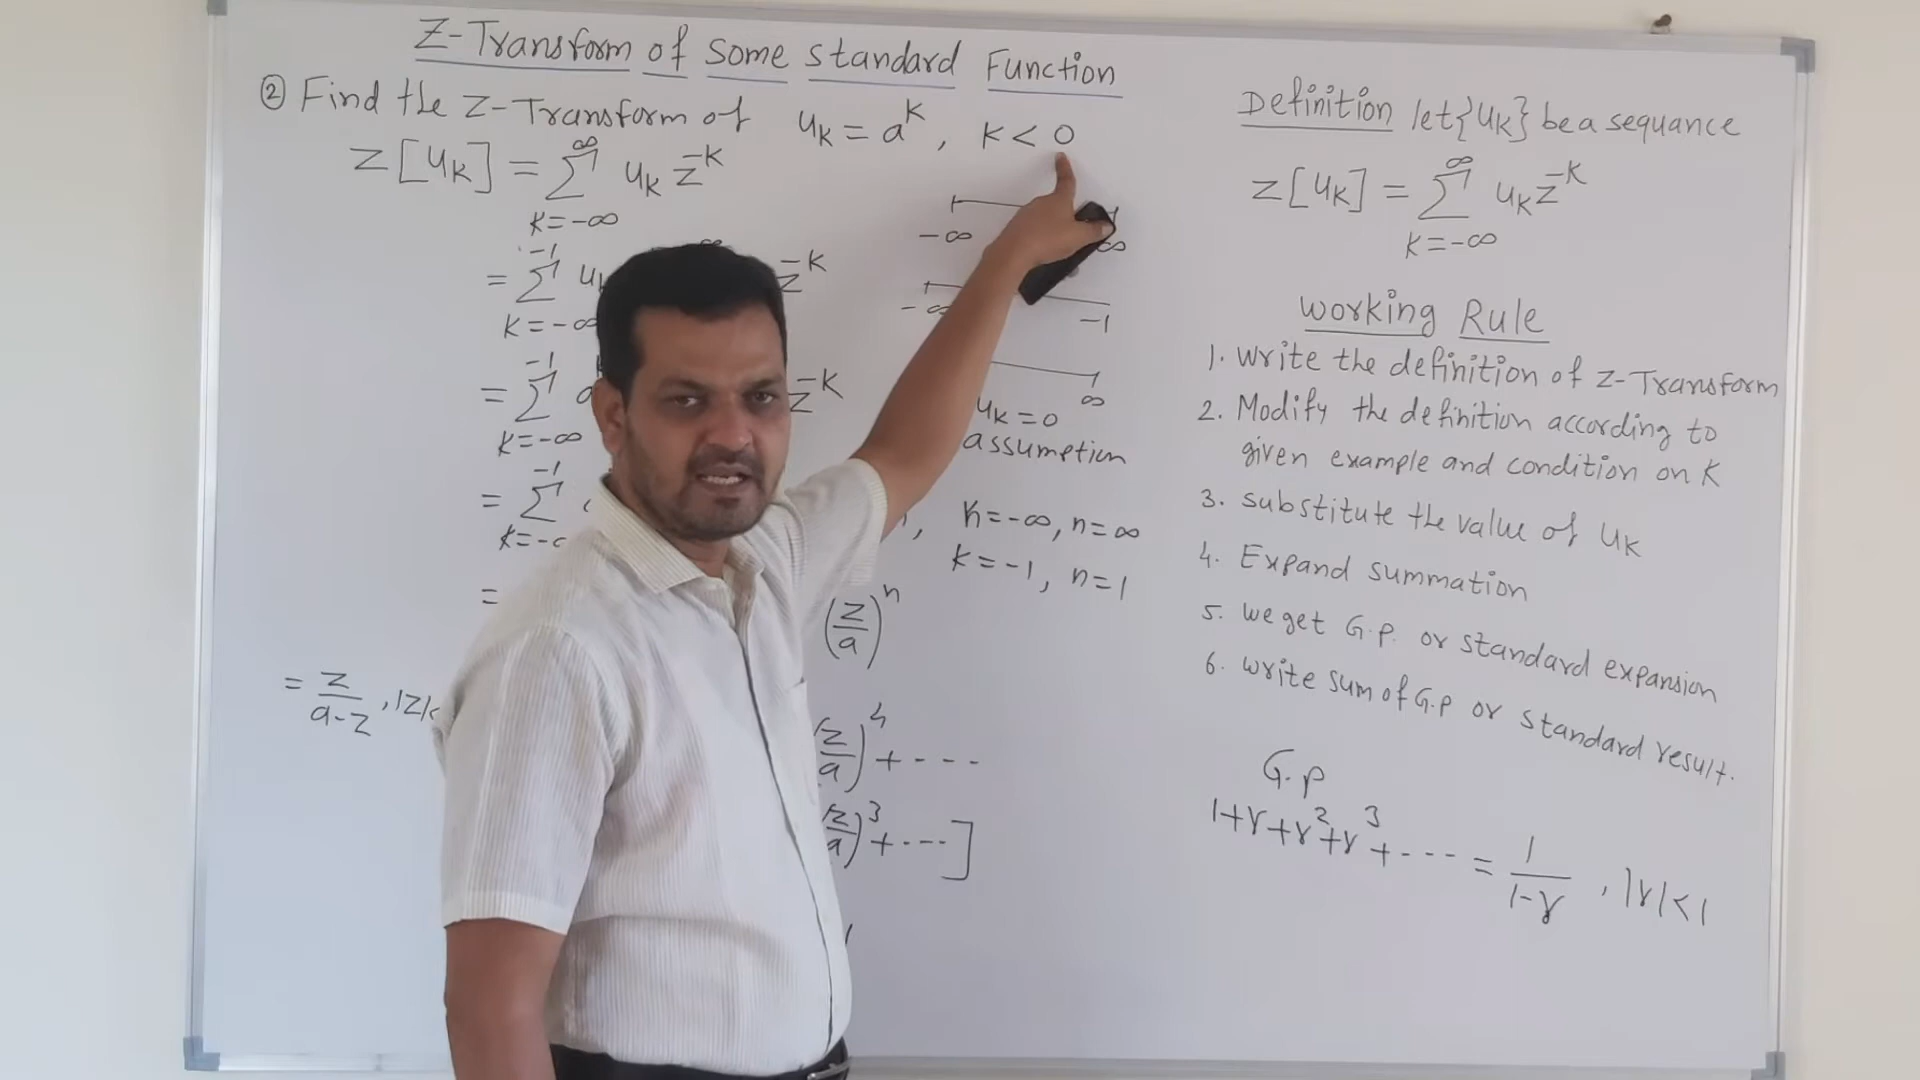 Z-Transform of Some Standard Function
② Find the Z-Transform of u_k = a^k , k < 0
Z[u_k] = Σ_{k=-∞}^{∞} u_k z^{-k}
= Σ_{k=-∞}^{-1} z^{-k}
= Σ_{k=-∞}^{-1} z^{-k}
= Σ^{-1}
k=-
=
(z/a)^n
(z/a)^4 + ----
(z/a)^3 + ---]
= z/(a-z) , |z|<
-∞ ∞
-∞ -1
∞
u_k = 0
assumption
k=-∞, n=∞
k=-1, n=1
Definition let {u_k} be a sequance
Z[u_k] = Σ_{k=-∞}^{∞} u_k z^{-k}
Working Rule
1. Write the definition of Z-Transform
2. Modify the definition according to
given example and condition on K
3. substitute the value of u_k
4. Expand summation
5. we get G.P. or standard expansion
6. write sum of G.P or standard result.
G.P
1+r+r^2+r^3+---- = 1/(1-r) , |r|<1